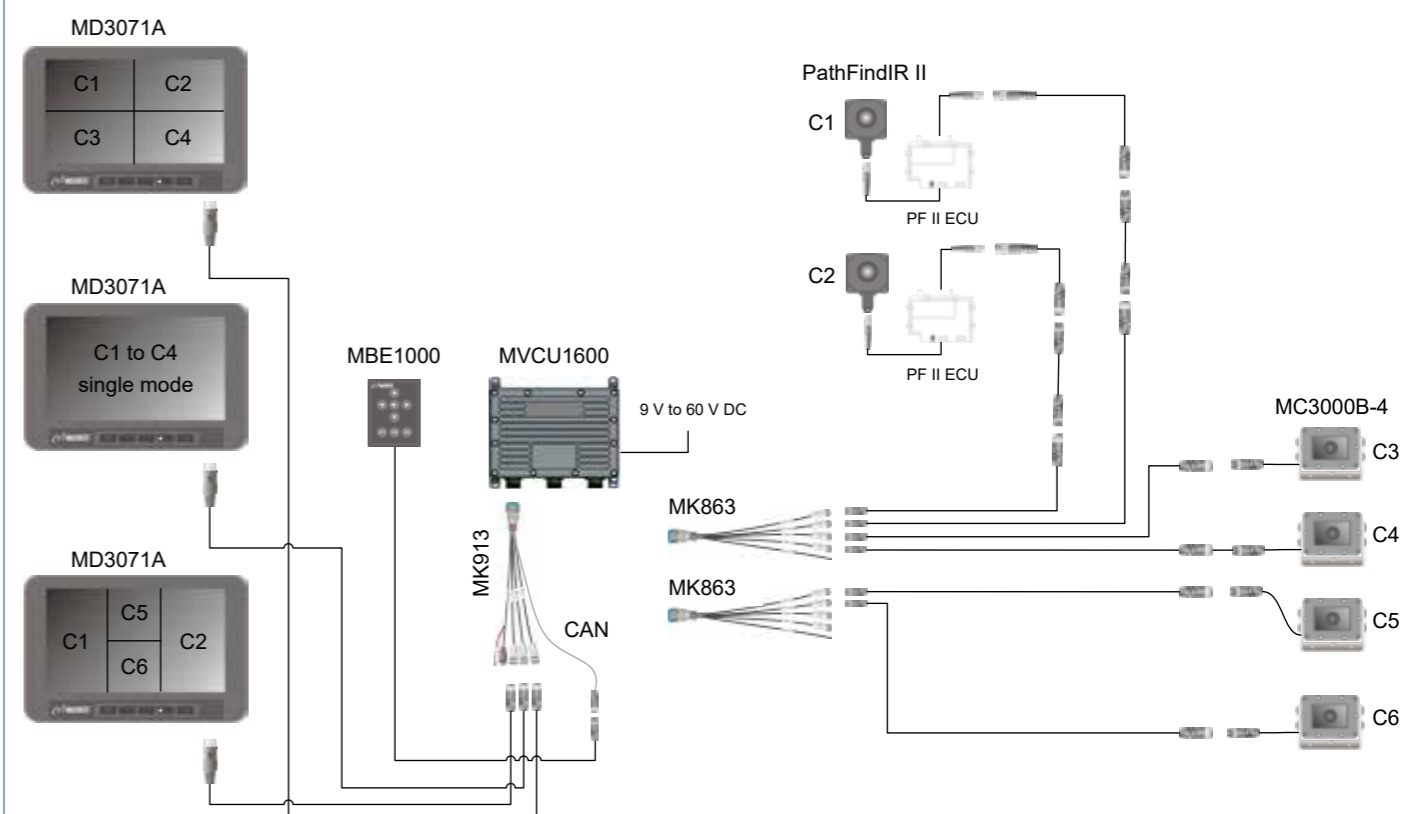 MD3071A
C1
C2
C3
C4
MD3071A
C1 to C4
single mode
MD3071A
C1
C5
C6
C2
MBE1000
MVCU1600
9 V to 60 V DC
MK913
CAN
PathFindIR II
C1
PF II ECU
C2
PF II ECU
MK863
MK863
MC3000B-4
C3
C4
C5
C6